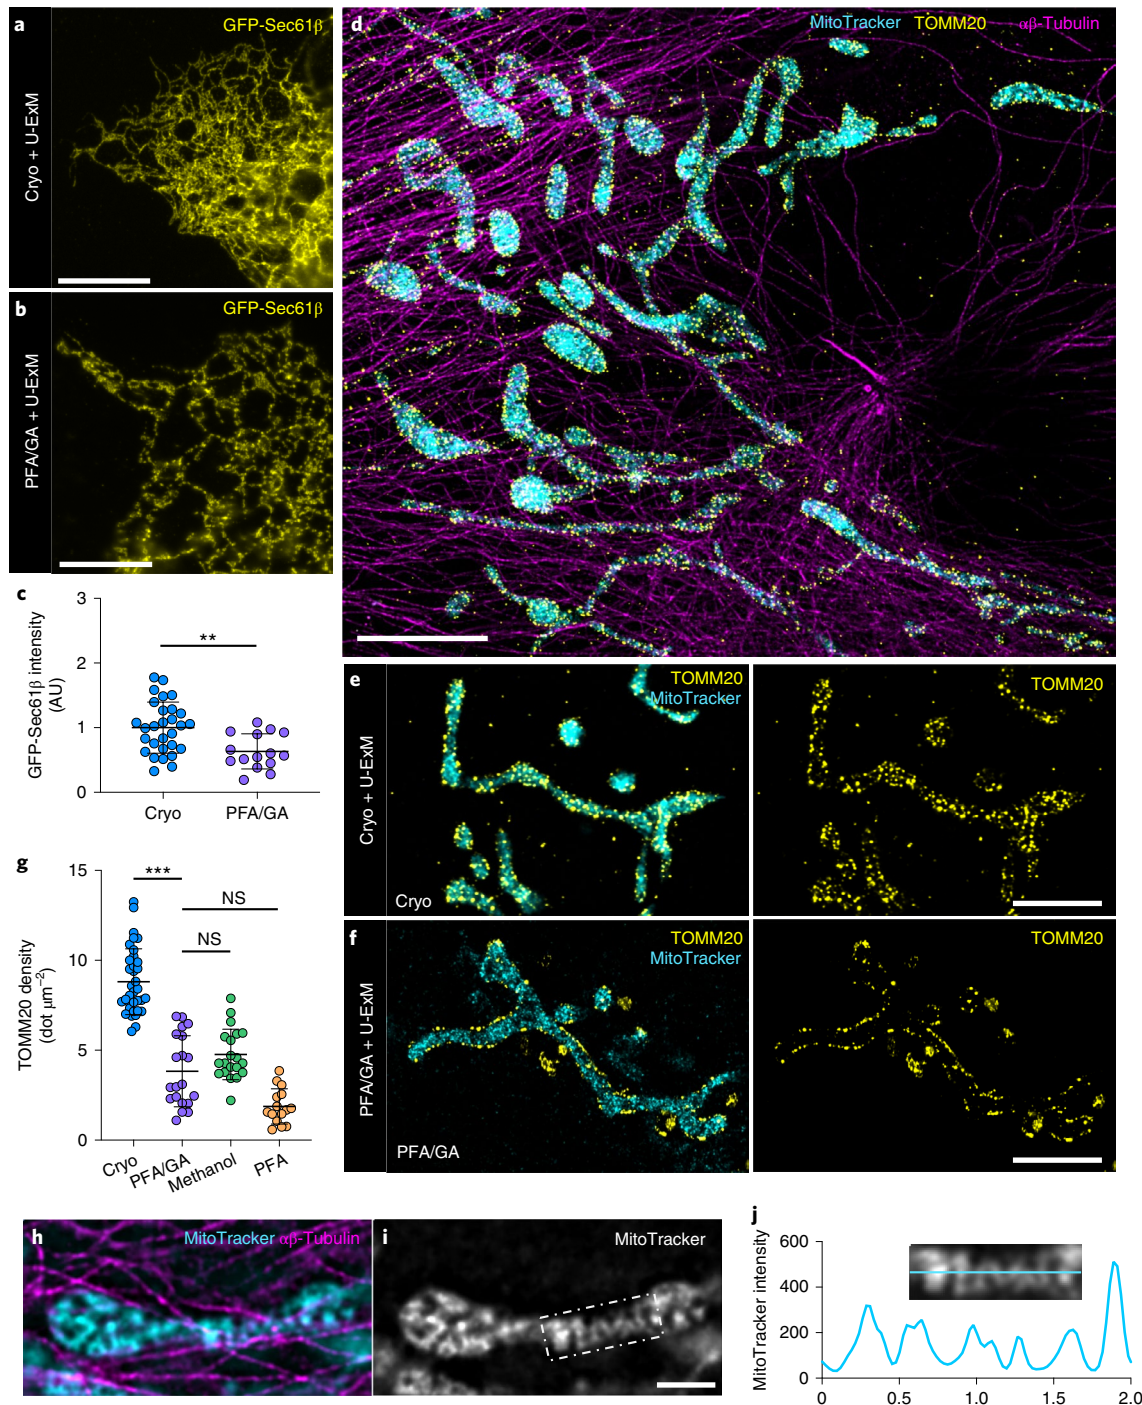 a
GFP-Sec61β
Cryo + U-ExM
b
GFP-Sec61β
PFA/GA + U-ExM
c
GFP-Sec61β intensity
(AU)
3
2
1
0
**
Cryo
PFA/GA
d
MitoTracker TOMM20 αβ-Tubulin
e
TOMM20
MitoTracker
TOMM20
Cryo + U-ExM
Cryo
f
TOMM20
MitoTracker
TOMM20
PFA/GA + U-ExM
PFA/GA
g
TOMM20 density
(dot μm⁻²)
15
10
5
0
***
NS
NS
Cryo
PFA/GA
Methanol
PFA
h
MitoTracker αβ-Tubulin
i
MitoTracker
j
MitoTracker intensity
600
400
200
0
0
0.5
1.0
1.5
2.0